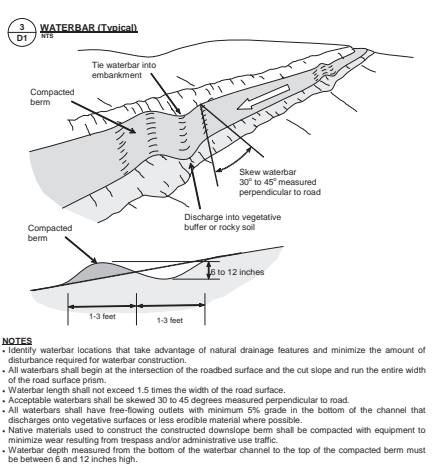 3
D1
WATERBAR (Typical)
NTS
Tie waterbar into
embankment
Compacted
berm
Skew waterbar
30° to 45° measured
perpendicular to road
Discharge into vegetative
buffer or rocky soil
Compacted
berm
6 to 12 inches
1-3 feet
1-3 feet
NOTES
• Identify waterbar locations that take advantage of natural drainage features and minimize the amount of
disturbance required for waterbar construction.
• All waterbars shall begin at the intersection of the roadbed surface and the cut slope and run the entire width
of the road surface prism.
• Waterbar length shall not exceed 1.5 times the width of the road surface.
• Acceptable waterbars shall be skewed 30 to 45 degrees measured perpendicular to road.
• All waterbars shall have free-flowing outlets with minimum 5% grade in the bottom of the channel that
discharges onto vegetative surfaces or less erodible material where possible.
• Native materials used to construct the constructed downslope berm shall be compacted with equipment to
minimize wear resulting from trespass and/or administrative use traffic.
• Waterbar depth measured from the bottom of the waterbar channel to the top of the compacted berm must
be between 6 and 12 inches high.